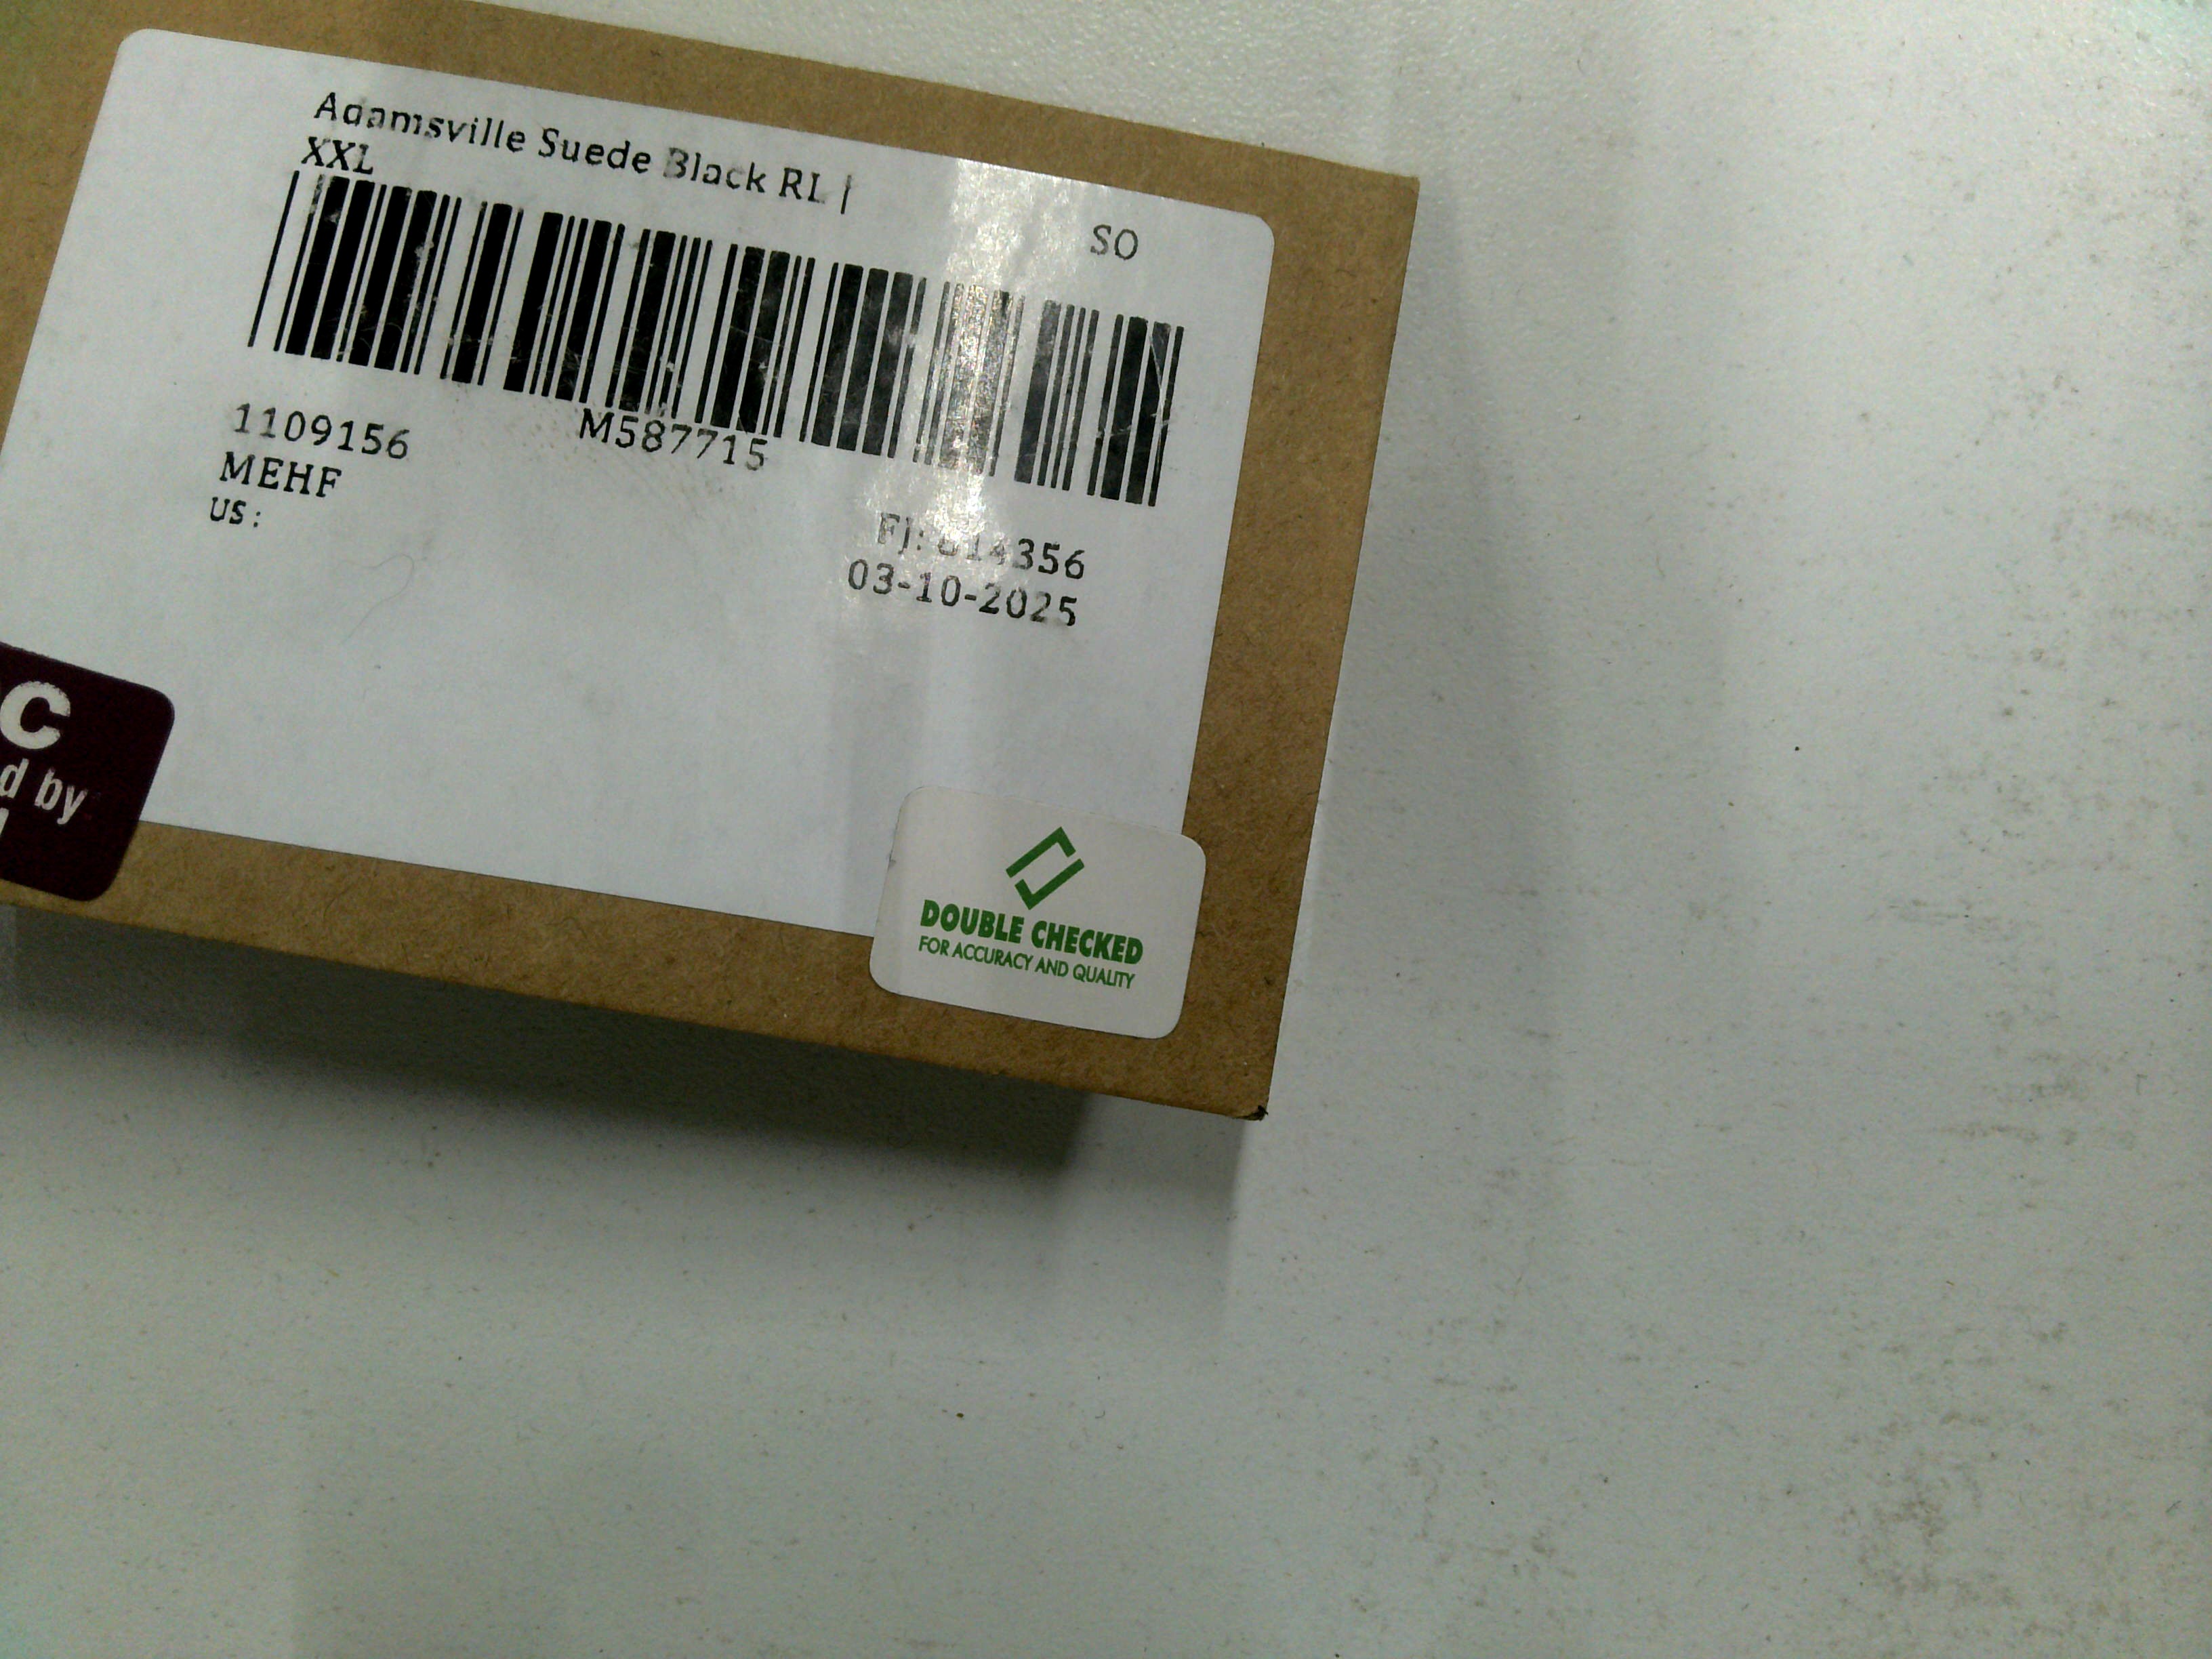 Adamsville Suede Black RL |
XXL
SO
M587715
1109156
MEHF
US:
03-10-2025
C
d by
DOUBLE CHECKED
FOR ACCURACY AND QUALITY